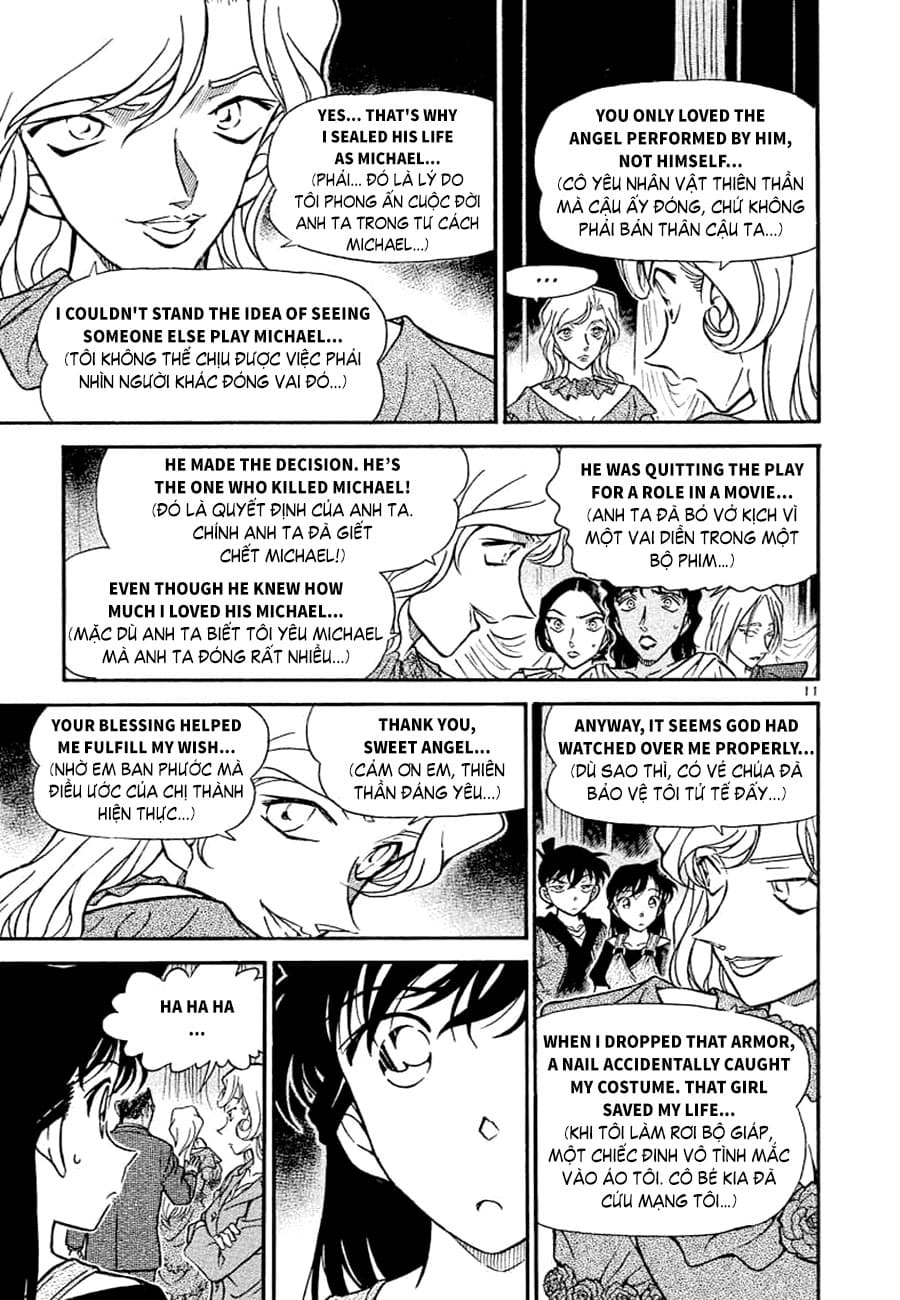 YOU ONLY LOVED THE
ANGEL PERFORMED BY HIM,
NOT HIMSELF...
(CÔ YÊU NHÂN VẬT THIÊN THẦN
MÀ CẬU ẤY ĐÓNG, CHỨ KHÔNG
PHẢI BẢN THÂN CẬU TA...)
...
YES... THAT'S WHY
I SEALED HIS LIFE
AS MICHAEL...
(PHẢI... ĐÓ LÀ LÝ DO
TÔI PHONG ẤN CUỘC ĐỜI
ANH TA TRONG TƯ CÁCH
MICHAEL...)
I COULDN'T STAND THE IDEA OF SEEING
SOMEONE ELSE PLAY MICHAEL...
(TÔI KHÔNG THỂ CHỊU ĐƯỢC VIỆC PHẢI
NHÌN NGƯỜI KHÁC ĐÓNG VAI ĐÓ...)
HE WAS QUITTING THE PLAY
FOR A ROLE IN A MOVIE...
(ANH TA ĐÃ BỎ VỞ KỊCH VÌ
MỘT VAI DIỄN TRONG MỘT
BỘ PHIM...)
HE MADE THE DECISION. HE'S
THE ONE WHO KILLED MICHAEL!
(ĐÓ LÀ QUYẾT ĐỊNH CỦA ANH TA.
CHÍNH ANH TA ĐÃ GIẾT
CHẾT MICHAEL!)
EVEN THOUGH HE KNEW HOW
MUCH I LOVED HIS MICHAEL...
(MẶC DÙ ANH TA BIẾT TÔI YÊU MICHAEL
MÀ ANH TA ĐÓNG RẤT NHIỀU...)
11
ANYWAY, IT SEEMS GOD HAD
WATCHED OVER ME PROPERLY...
(DÙ SAO THÌ, CÓ VẺ CHÚA ĐÃ
BẢO VỆ TÔI TỬ TẾ ĐẤY...)
WHEN I DROPPED THAT ARMOR,
A NAIL ACCIDENTALLY CAUGHT
MY COSTUME. THAT GIRL
SAVED MY LIFE...
(KHI TÔI LÀM RƠI BỘ GIÁP,
MỘT CHIẾC ĐINH VÔ TÌNH MẮC
VÀO ÁO TÔI. CÔ BÉ KIA ĐÃ
CỨU MẠNG TÔI...)
THANK YOU,
SWEET ANGEL...
(CẢM ƠN EM, THIÊN
THẦN ĐÁNG YÊU...)
YOUR BLESSING HELPED
ME FULFILL MY WISH...
(NHỜ EM BAN PHƯỚC MÀ
ĐIỀU ƯỚC CỦA CHỊ THÀNH
HIỆN THỰC...)
HA HA HA
...